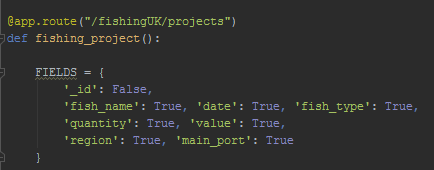 @app.route("/fishingUK/projects")
def fishing_project():
FIELDS = {
'_id': False,
'fish_name': True, 'date': True, 'fish_type': True,
'quantity': True, 'value': True,
'region': True, 'main_port': True
}